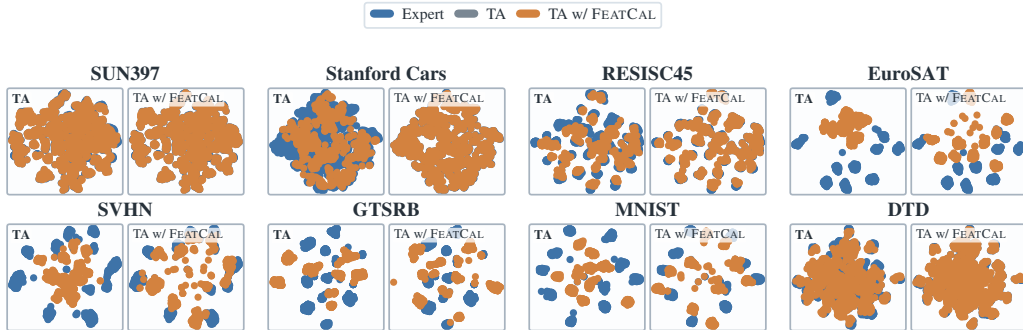 Expert TA TA w/ FEATCAL
SUN397 Stanford Cars RESISC45 EuroSAT
TA TA w/ FEATCAL TA TA w/ FEATCAL TA TA w/ FEATCAL TA TA w/ FEATCAL
SVHN GTSRB MNIST DTD
TA TA w/ FEATCAL TA TA w/ FEATCAL TA TA w/ FEATCAL TA TA w/ FEATCAL